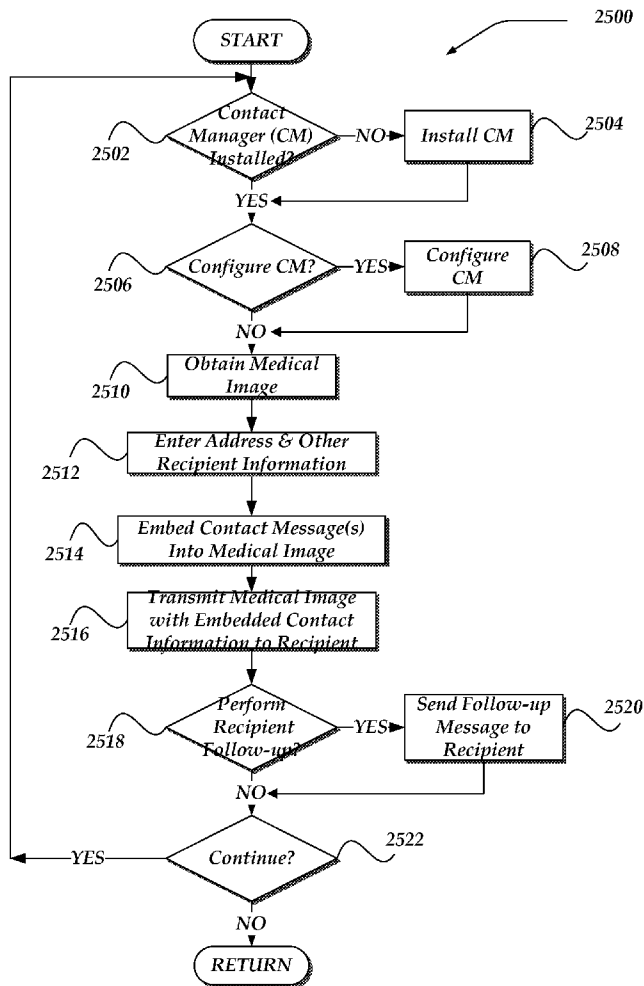 2500
START
Contact
Manager (CM)
Installed?
2502
NO
Install CM
2504
YES
Configure CM?
2506
YES
Configure
CM
2508
NO
Obtain Medical
Image
2510
Enter Address & Other
Recipient Information
2512
Embed Contact Message(s)
Into Medical Image
2514
Transmit Medical Image
with Embedded Contact
Information to Recipient
2516
Perform
Recipient
Follow-up?
2518
YES
Send Follow-up
Message to
Recipient
2520
NO
Continue?
2522
YES
NO
RETURN